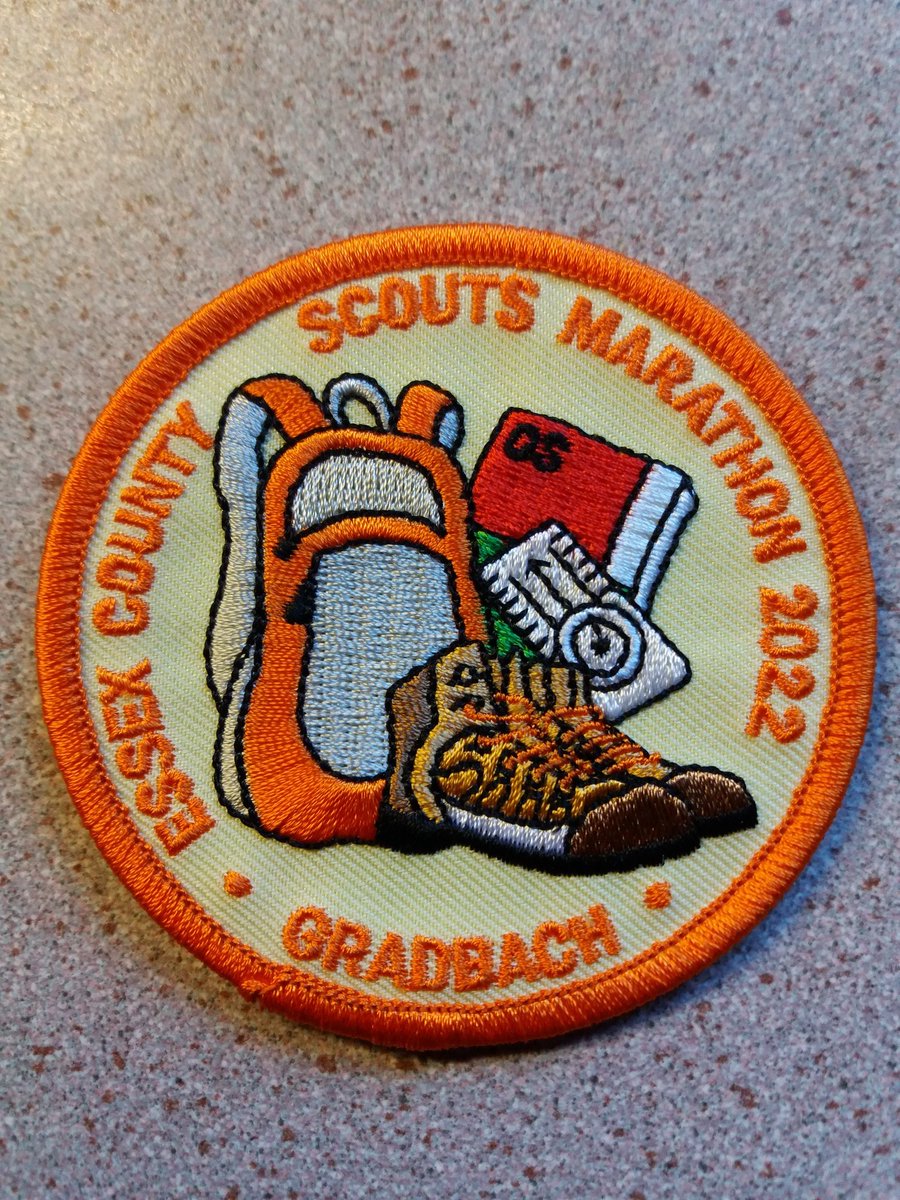 ESSEX COUNTY SCOUTS MARATHON 2022
OS
GRADBACH